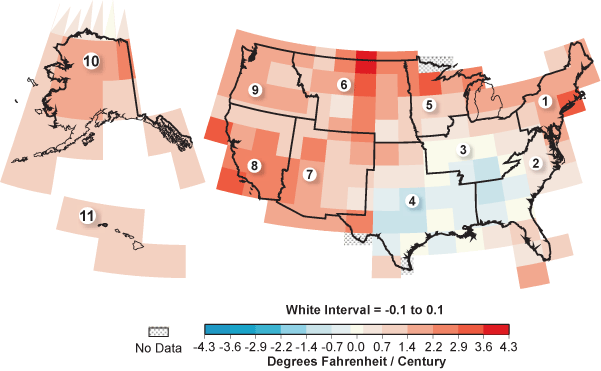 10
9
6
5
1
8
7
3
2
4
11
White Interval = -0.1 to 0.1
No Data
-4.3 -3.6 -2.9 -2.2 -1.4 -0.7 0.0 0.7 1.4 2.2 2.9 3.6 4.3
Degrees Fahrenheit / Century